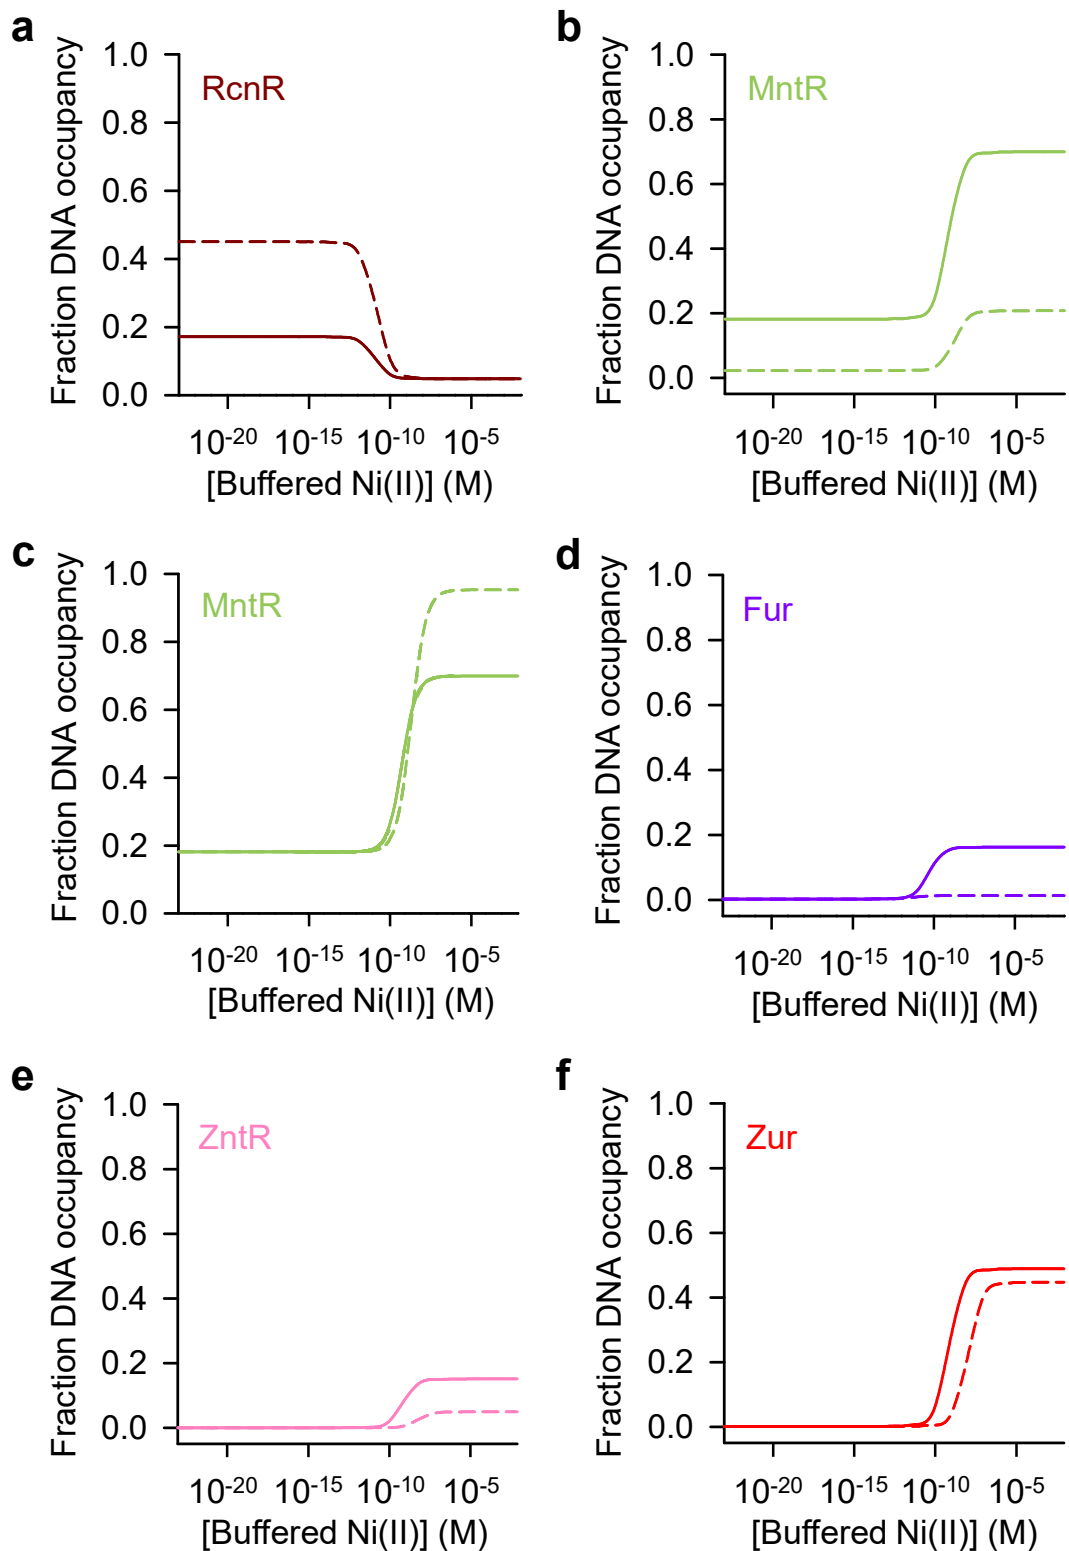 a
RcnR
Fraction DNA occupancy
1.0
0.8
0.6
0.4
0.2
0.0
10-20 10-15 10-10 10-5
[Buffered Ni(II)] (M)
b
MntR
Fraction DNA occupancy
1.0
0.8
0.6
0.4
0.2
0.0
10-20 10-15 10-10 10-5
[Buffered Ni(II)] (M)
c
MntR
Fraction DNA occupancy
1.0
0.8
0.6
0.4
0.2
0.0
10-20 10-15 10-10 10-5
[Buffered Ni(II)] (M)
d
Fur
Fraction DNA occupancy
1.0
0.8
0.6
0.4
0.2
0.0
10-20 10-15 10-10 10-5
[Buffered Ni(II)] (M)
e
ZntR
Fraction DNA occupancy
1.0
0.8
0.6
0.4
0.2
0.0
10-20 10-15 10-10 10-5
[Buffered Ni(II)] (M)
f
Zur
Fraction DNA occupancy
1.0
0.8
0.6
0.4
0.2
0.0
10-20 10-15 10-10 10-5
[Buffered Ni(II)] (M)